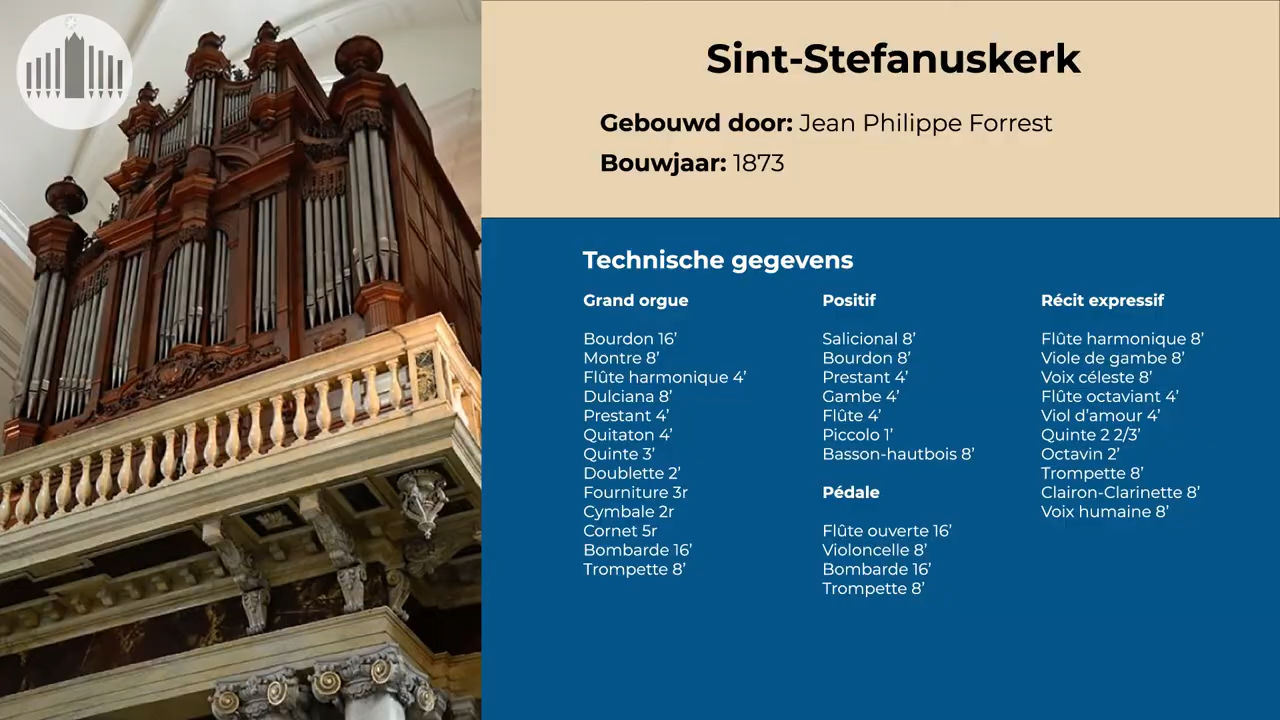 Sint-Stefanuskerk
Gebouwd door: Jean Philippe Forrest
Bouwjaar: 1873
Technische gegevens
Grand orgue
Bourdon 16’
Montre 8’
Flûte harmonique 4’
Dulciana 8’
Prestant 4’
Quitaton 4’
Quinte 3’
Doublette 2’
Fourniture 3r
Cymbale 2r
Cornet 5r
Bombarde 16’
Trompette 8’
Positif
Salicional 8’
Bourdon 8’
Prestant 4’
Gambe 4’
Flûte 4’
Piccolo 1’
Basson-hautbois 8’
Pédale
Flûte ouverte 16’
Violoncelle 8’
Bombarde 16’
Trompette 8’
Récit expressif
Flûte harmonique 8’
Viole de gambe 8’
Voix céleste 8’
Flûte octaviant 4’
Viol d’amour 4’
Quinte 2 2/3’
Octavin 2’
Trompette 8’
Clairon-Clarinette 8’
Voix humaine 8’